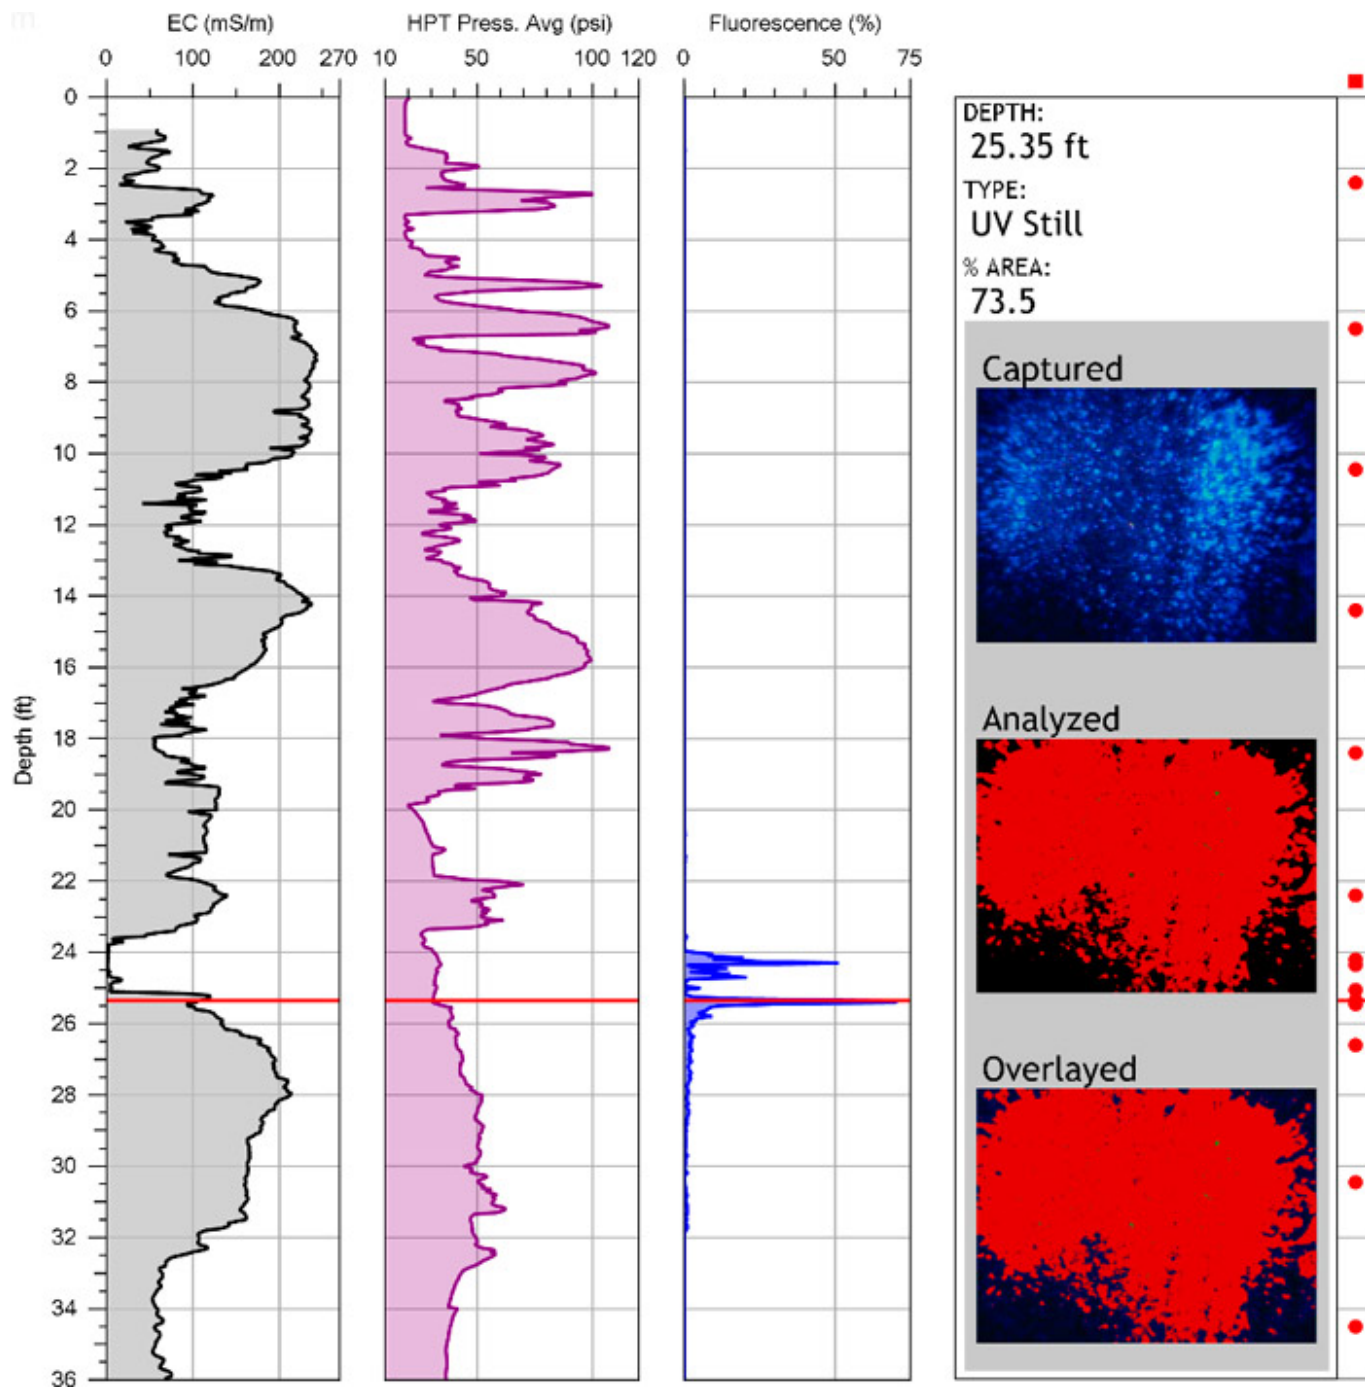 m
EC (mS/m)
HPT Press. Avg (psi)
Fluorescence (%)
0 100 200 270
10 50 100 120
0 50 75
Depth (ft)
0
2
4
6
8
10
12
14
16
18
20
22
24
26
28
30
32
34
36
DEPTH:
25.35 ft
TYPE:
UV Still
% AREA:
73.5
Captured
Analyzed
Overlayed